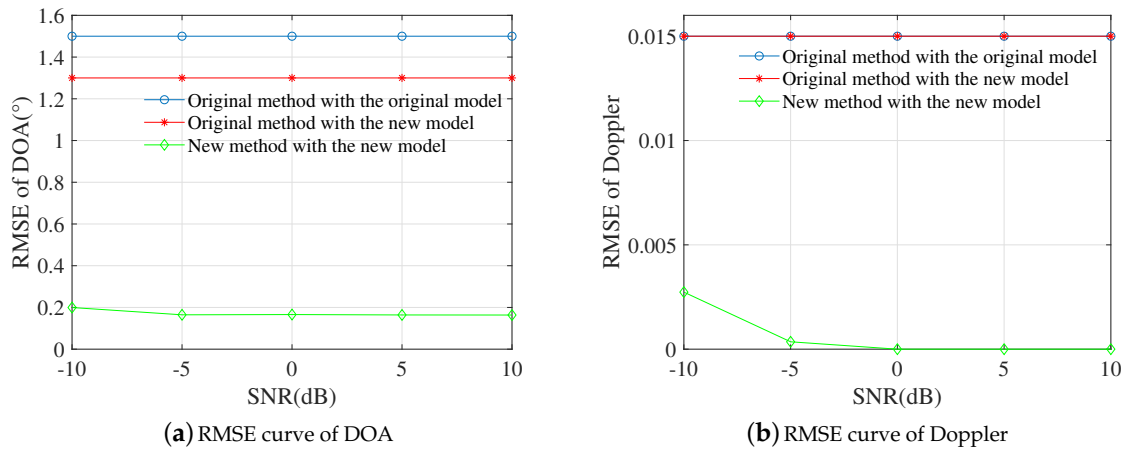 1.6
1.4
1.2
1
0.8
0.6
0.4
0.2
0
RMSE of DOA(°)
Original method with the original model
Original method with the new model
New method with the new model
-10 -5 0 5 10
SNR(dB)
(a) RMSE curve of DOA
0.015
0.01
0.005
0
RMSE of Doppler
Original method with the original model
Original method with the new model
New method with the new model
-10 -5 0 5 10
SNR(dB)
(b) RMSE curve of Doppler